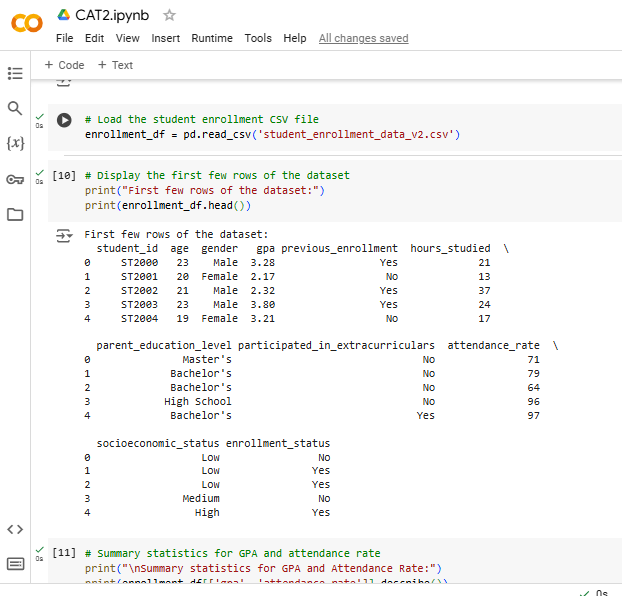 CAT2.ipynb
File Edit View Insert Runtime Tools Help All changes saved
+ Code + Text
0s
# Load the student enrollment CSV file
enrollment_df = pd.read_csv('student_enrollment_data_v2.csv')
0s
[10] # Display the first few rows of the dataset
print("First few rows of the dataset:")
print(enrollment_df.head())
First few rows of the dataset:
student_id age gender gpa previous_enrollment hours_studied \
0 ST2000 23 Male 3.28 Yes 21
1 ST2001 20 Female 2.17 No 13
2 ST2002 21 Male 2.32 Yes 37
3 ST2003 23 Male 3.80 Yes 24
4 ST2004 19 Female 3.21 No 17
parent_education_level participated_in_extracurriculars attendance_rate \
0 Master's No 71
1 Bachelor's No 79
2 Bachelor's No 64
3 High School No 96
4 Bachelor's Yes 97
socioeconomic_status enrollment_status
0 Low No
1 Low Yes
2 Low Yes
3 Medium No
4 High Yes
0s
[11] # Summary statistics for GPA and attendance rate
print("\nSummary statistics for GPA and Attendance Rate:")
print(enrollment_df[['gpa', 'attendance_rate']].describe())
0s